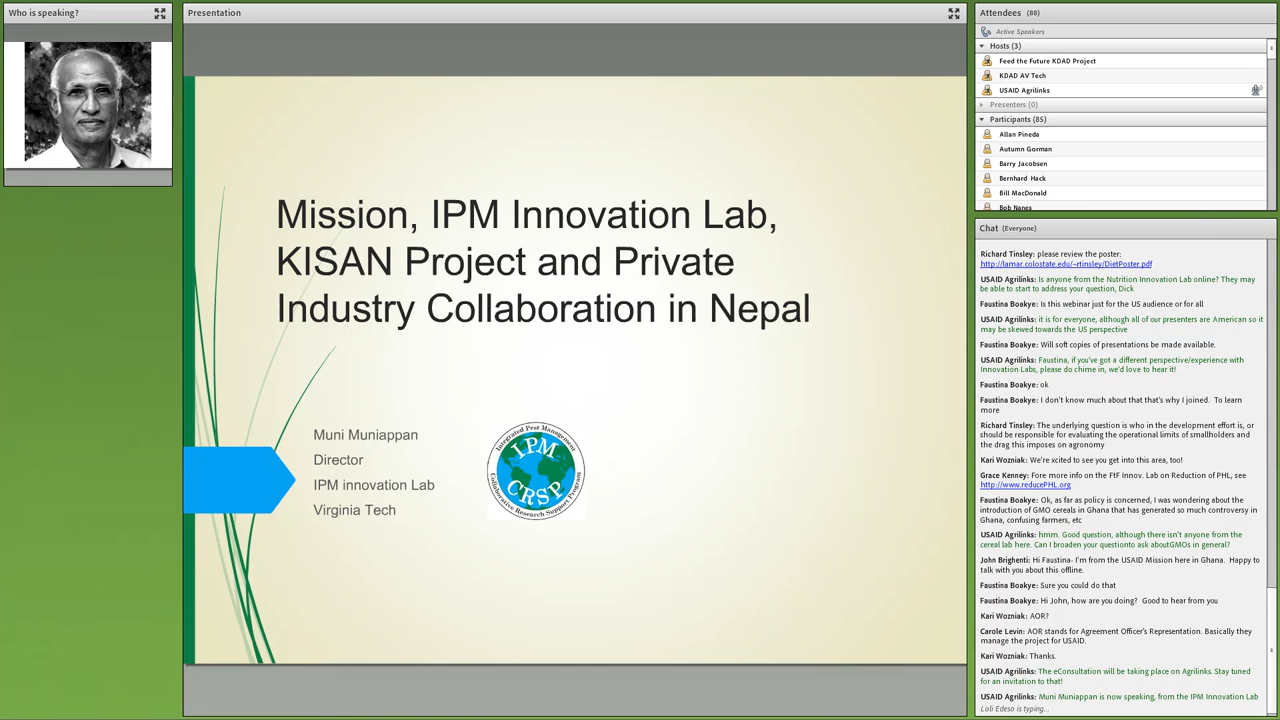 Who is speaking?
Presentation
Mission, IPM Innovation Lab,
KISAN Project and Private
Industry Collaboration in Nepal
Muni Muniappan
Director
IPM innovation Lab
Virginia Tech
Integrated Pest Management
IPM
CRSP
Collaborative Research Support Program
Attendees (88)
Active Speakers
Hosts (3)
Feed the Future KDAD Project
KDAD AV Tech
USAID Agrilinks
Presenters (0)
Participants (85)
Allan Pineda
Autumn Gorman
Barry Jacobsen
Bernhard Hack
Bill MacDonald
Bob Nanes
Chat (Everyone)
Richard Tinsley: please review the poster:
http://lamar.colostate.edu/~rtinsley/DietPoster.pdf
USAID Agrilinks: Is anyone from the Nutrition Innovation Lab online? They may
be able to start to address your question, Dick
Faustina Boakye: Is this webinar just for the US audience or for all
USAID Agrilinks: it is for everyone, although all of our presenters are American so it
may be skewed towards the US perspective
Faustina Boakye: Will soft copies of presentations be made available.
USAID Agrilinks: Faustina, if you've got a different perspective/experience with
Innovation Labs, please do chime in, we'd love to hear it!
Faustina Boakye: ok
Faustina Boakye: I don't know much about that that's why I joined. To learn
more
Richard Tinsley: The underlying question is who in the development effort is, or
should be responsible for evaluating the operational limits of smallholders and
the drag this imposes on agronomy
Kari Wozniak: We're xcited to see you get into this area, too!
Grace Kenney: Fore more info on the FtF Innov. Lab on Reduction of PHL, see
http://www.reducePHL.org
Faustina Boakye: Ok, as far as policy is concerned, I was wondering about the
introduction of GMO cereals in Ghana that has generated so much controversy in
Ghana, confusing farmers, etc
USAID Agrilinks: hmm. Good question, although there isn't anyone from the
cereal lab here. Can I broaden your questionto ask aboutGMOs in general?
John Brighenti: Hi Faustina- I'm from the USAID Mission here in Ghana. Happy to
talk with you about this offline.
Faustina Boakye: Sure you could do that
Faustina Boakye: Hi John, how are you doing? Good to hear from you
Kari Wozniak: AOR?
Carole Levin: AOR stands for Agreement Officer's Representation. Basically they
manage the project for USAID.
Kari Wozniak: Thanks.
USAID Agrilinks: The eConsultation will be taking place on Agrilinks. Stay tuned
for an invitation to that!
USAID Agrilinks: Muni Muniappan is now speaking, from the IPM Innovation Lab
Loli Edeso is typing...